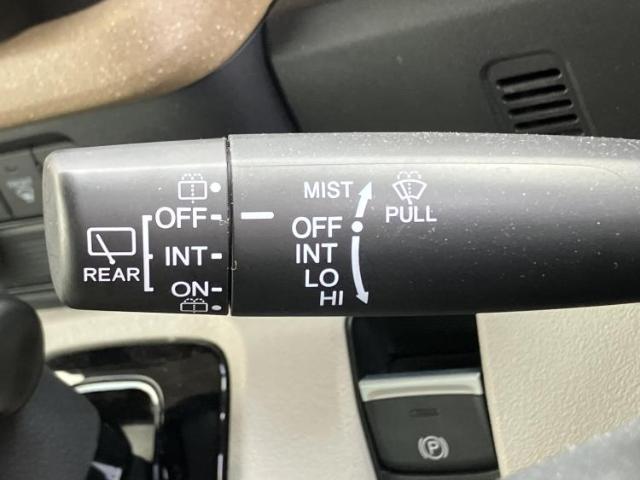 REAR
OFF
INT
ON
MIST
OFF
INT
LO
HI
PULL
P